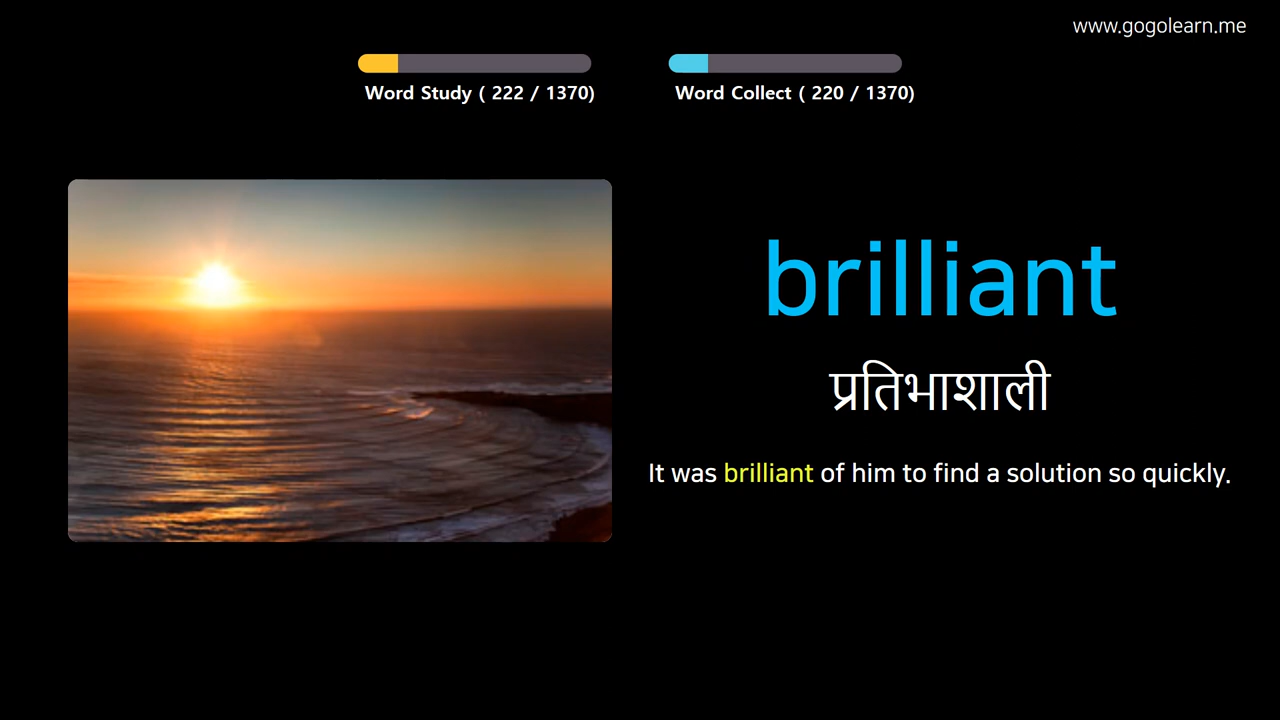 www.gogolearn.me
Word Study ( 222 / 1370)
Word Collect ( 220 / 1370)
brilliant
प्रतिभाशाली
It was brilliant of him to find a solution so quickly.